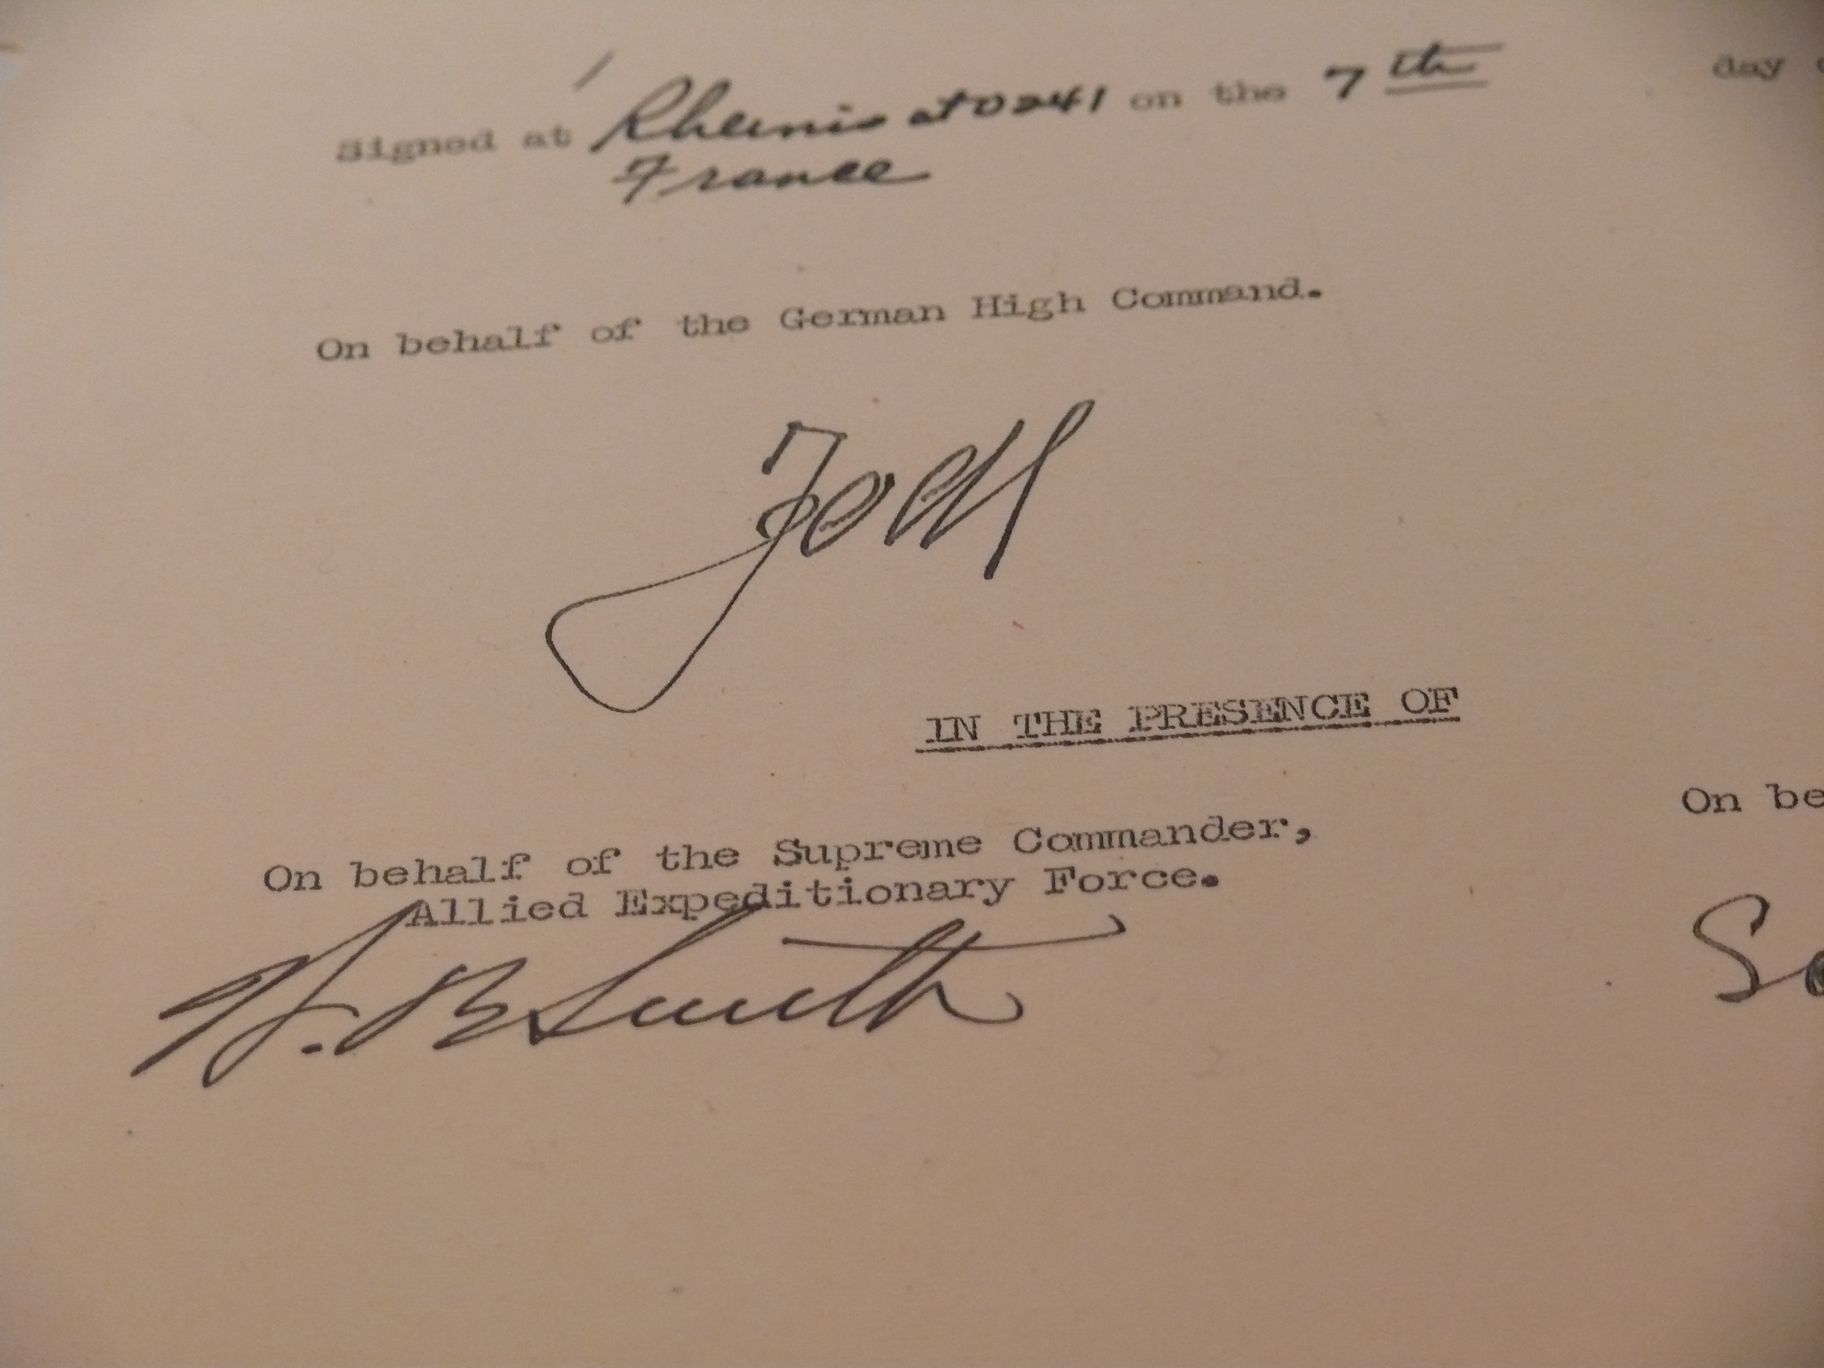 Signed at Rheims at 0241 on the 7th day
France
On behalf of the German High Command.
Jodl
IN THE PRESENCE OF
On behalf of the Supreme Commander,
Allied Expeditionary Force.
On be
W. B. Smith